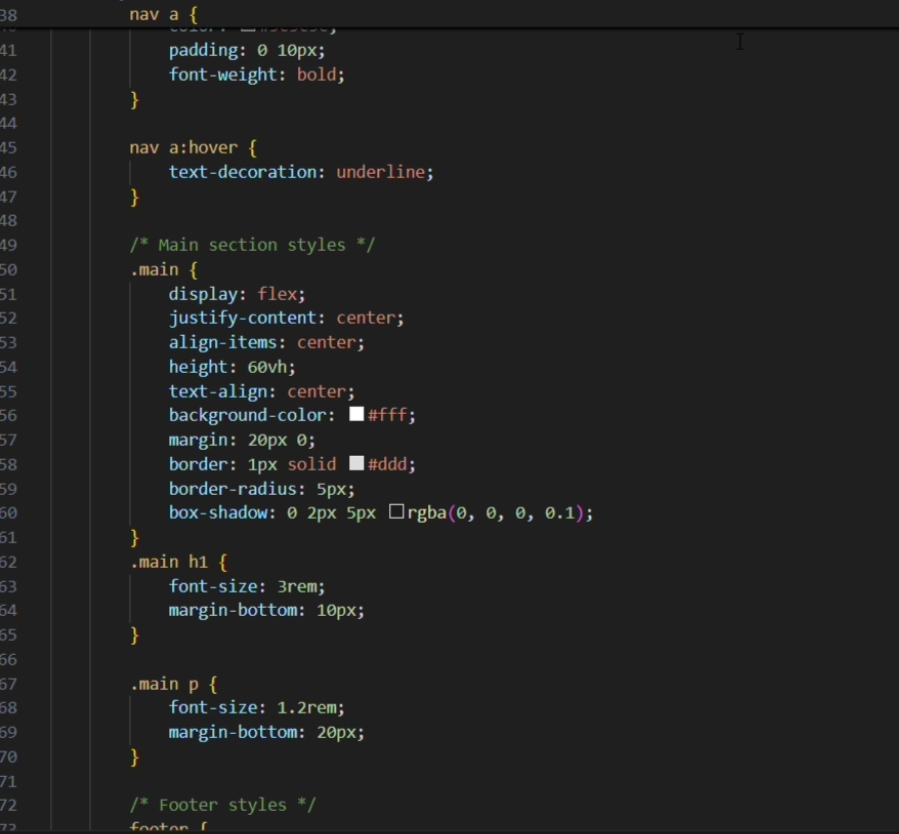 38 nav a {
41 padding: 0 10px;
42 font-weight: bold;
43 }
44
45 nav a:hover {
46 text-decoration: underline;
47 }
48
49 /* Main section styles */
50 .main {
51 display: flex;
52 justify-content: center;
53 align-items: center;
54 height: 60vh;
55 text-align: center;
56 background-color: #fff;
57 margin: 20px 0;
58 border: 1px solid #ddd;
59 border-radius: 5px;
60 box-shadow: 0 2px 5px rgba(0, 0, 0, 0.1);
61 }
62 .main h1 {
63 font-size: 3rem;
64 margin-bottom: 10px;
65 }
66
67 .main p {
68 font-size: 1.2rem;
69 margin-bottom: 20px;
70 }
71
72 /* Footer styles */
73 footer {